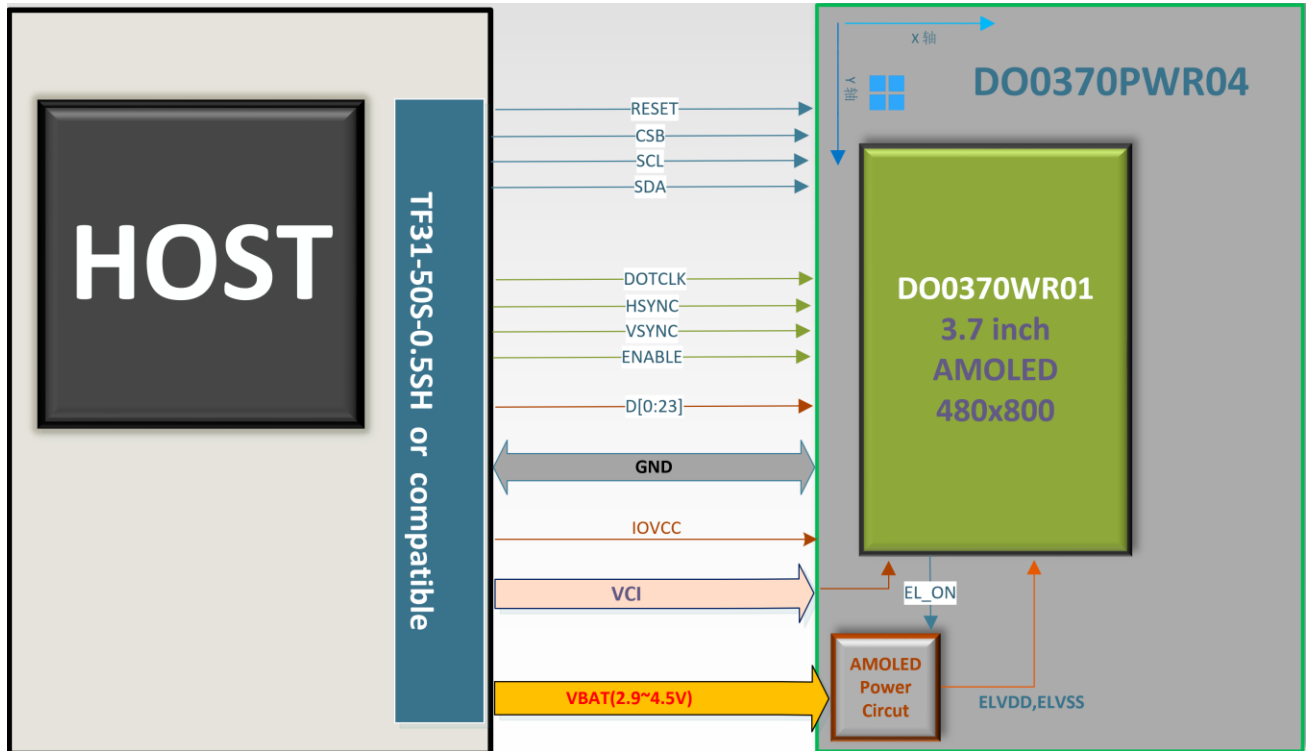 HOST
TF31-50S-0.5SH or compatible
RESET
CSB
SCL
SDA
DOTCLK
HSYNC
VSYNC
ENABLE
D[0:23]
GND
IOVCC
VCI
VBAT(2.9~4.5V)
X 轴
Y 轴
DO0370PWR04
DO0370WR01
3.7 inch
AMOLED
480x800
EL_ON
AMOLED
Power
Circut
ELVDD,ELVSS